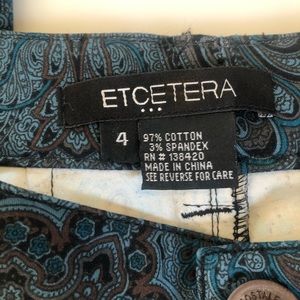 ETCETERA
4
97% COTTON
3% SPANDEX
RN # 138420
MADE IN CHINA
SEE REVERSE FOR CARE